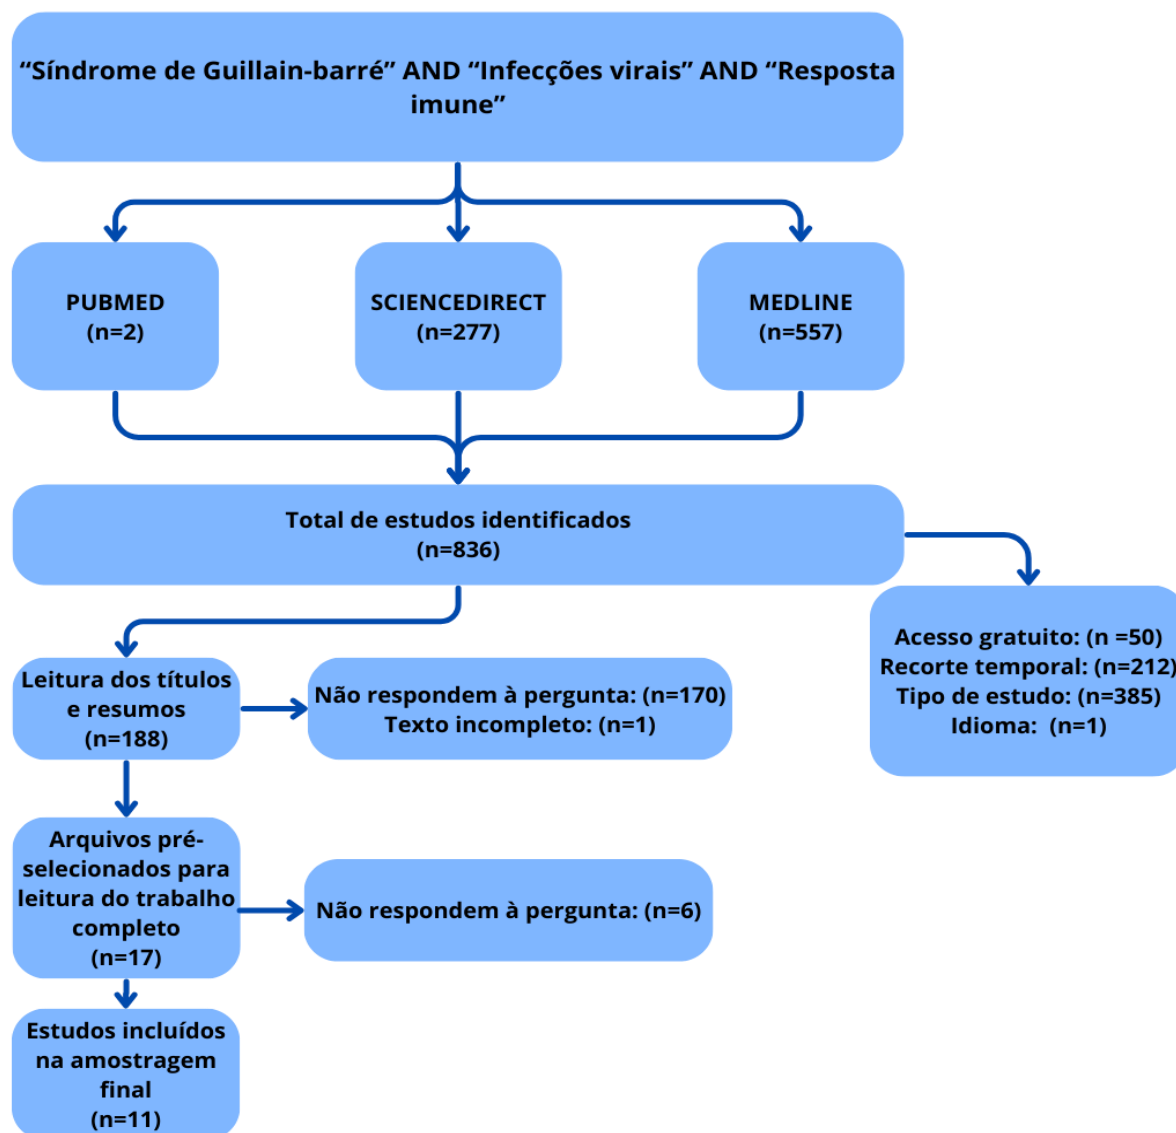 “Síndrome de Guillain-barré” AND “Infecções virais” AND “Resposta
imune”
PUBMED
(n=2)
SCIENCEDIRECT
(n=277)
MEDLINE
(n=557)
Total de estudos identificados
(n=836)
Acesso gratuito: (n =50)
Recorte temporal: (n=212)
Tipo de estudo: (n=385)
Idioma:  (n=1)
Leitura dos títulos
e resumos
(n=188)
Não respondem à pergunta: (n=170)
Texto incompleto: (n=1)
Arquivos pré-
selecionados para
leitura do trabalho
completo
(n=17)
Não respondem à pergunta: (n=6)
Estudos incluídos
na amostragem
final
(n=11)